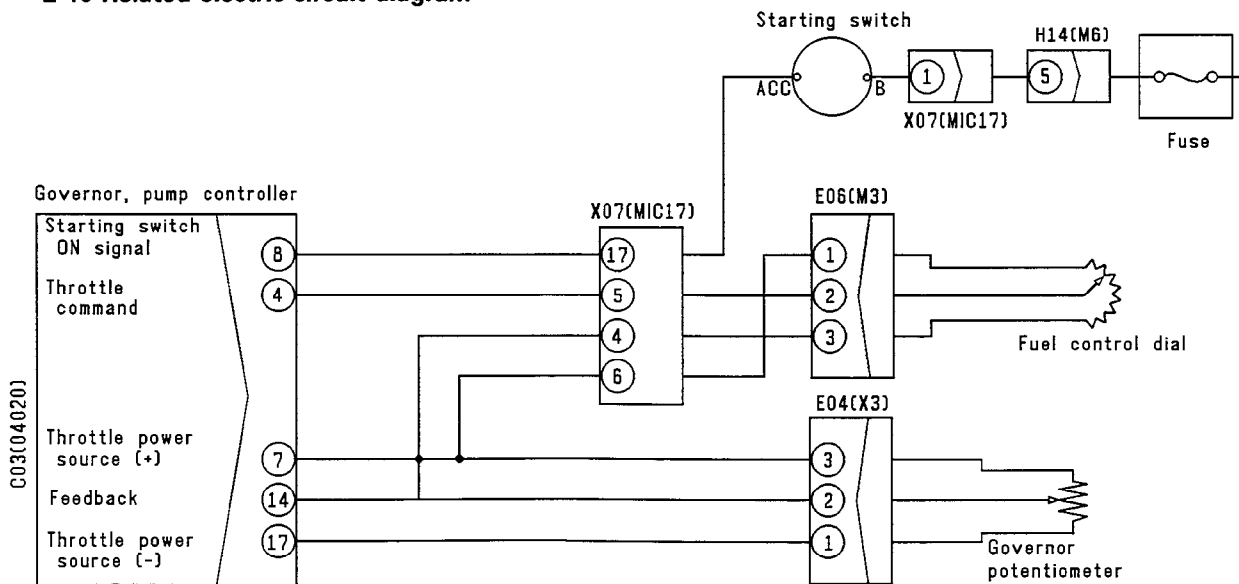 Starting switch
ACC
B
1
X07(MIC17)
H14(M6)
5
Fuse
Governor, pump controller
C03(04020)
Starting switch
ON signal
8
Throttle
command
4
Throttle power
source (+)
7
Feedback
14
Throttle power
source (-)
17
X07(MIC17)
17
5
4
6
E06(M3)
1
2
3
Fuel control dial
E04(X3)
3
2
1
Governor
potentiometer